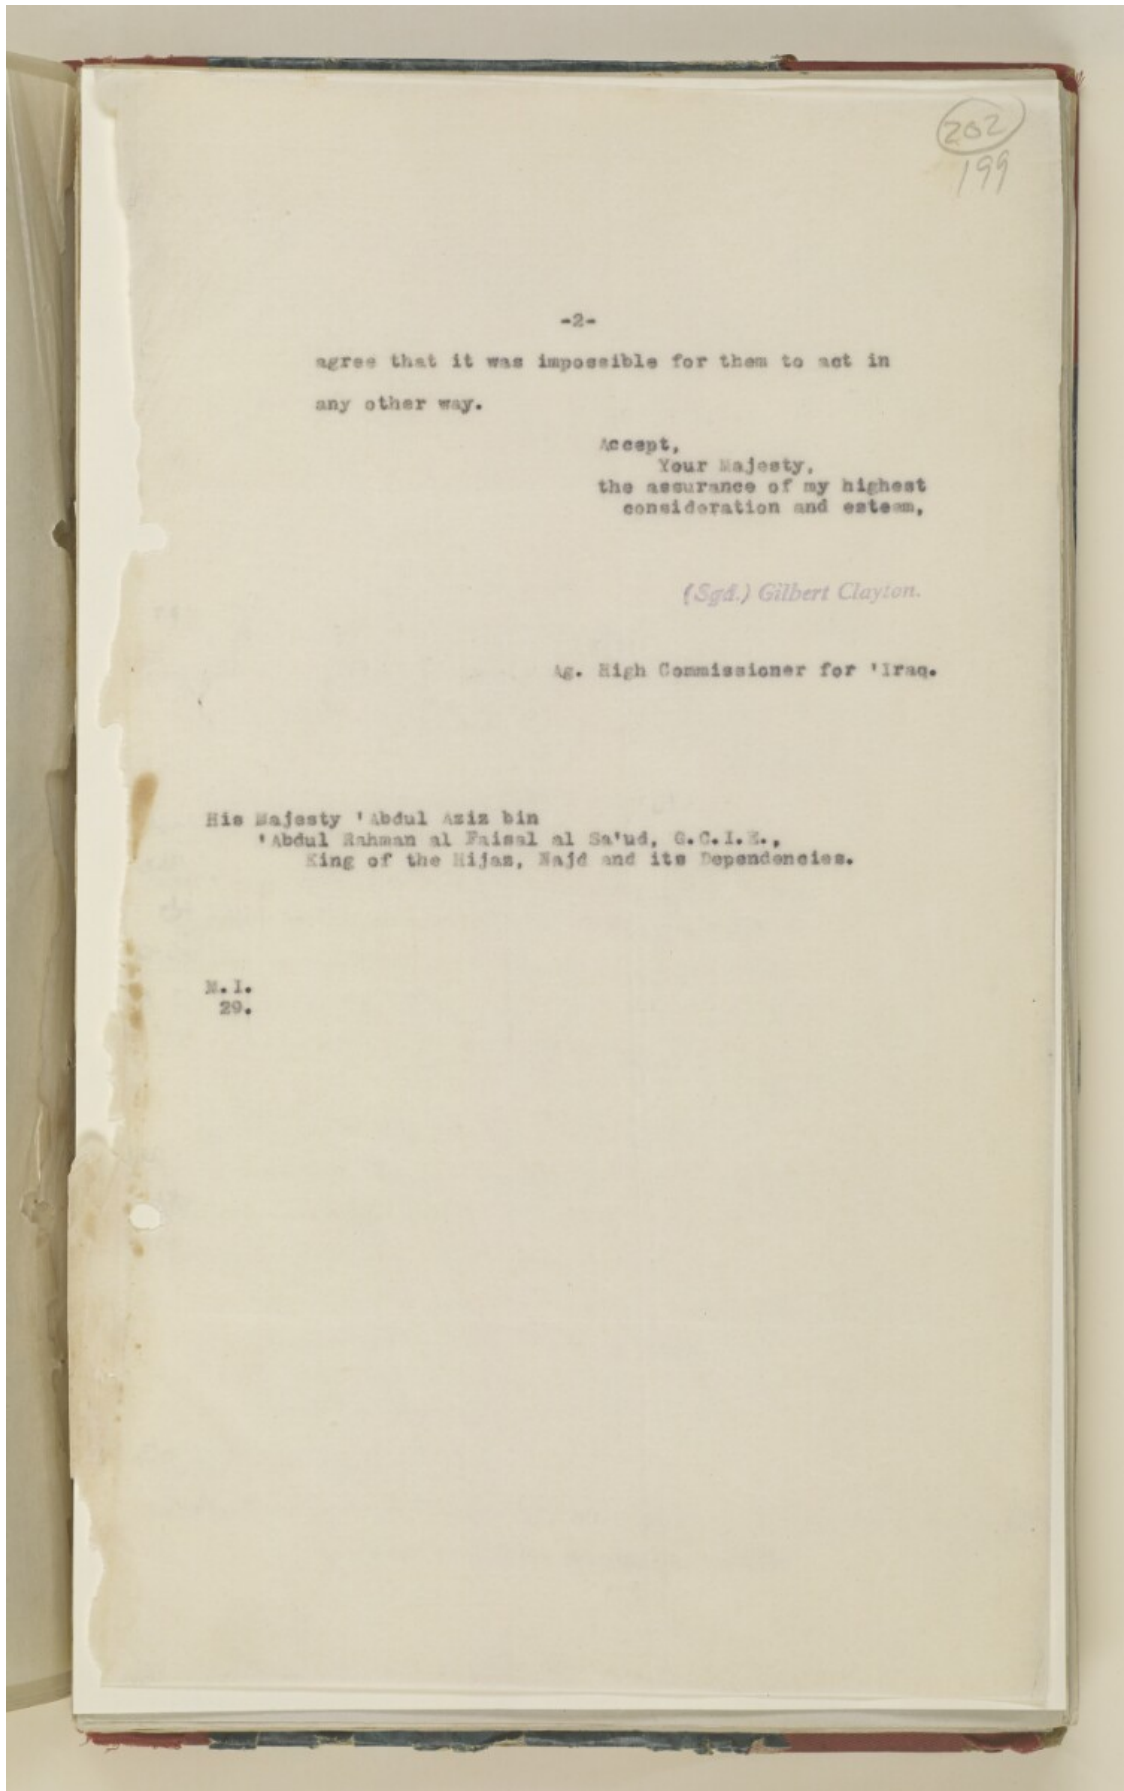 202
199
-2-
agree that it was impossible for them to act in
any other way.
Accept,
Your Majesty,
the assurance of my highest
consideration and esteem,
(Sgd.) Gilbert Clayton.
Ag. High Commissioner for 'Iraq.
His Majesty 'Abdul Aziz bin
'Abdul Rahman al Faisal al Sa'ud, G.C.I.E.,
King of the Hijaz, Najd and its Dependencies.
M.I.
29.